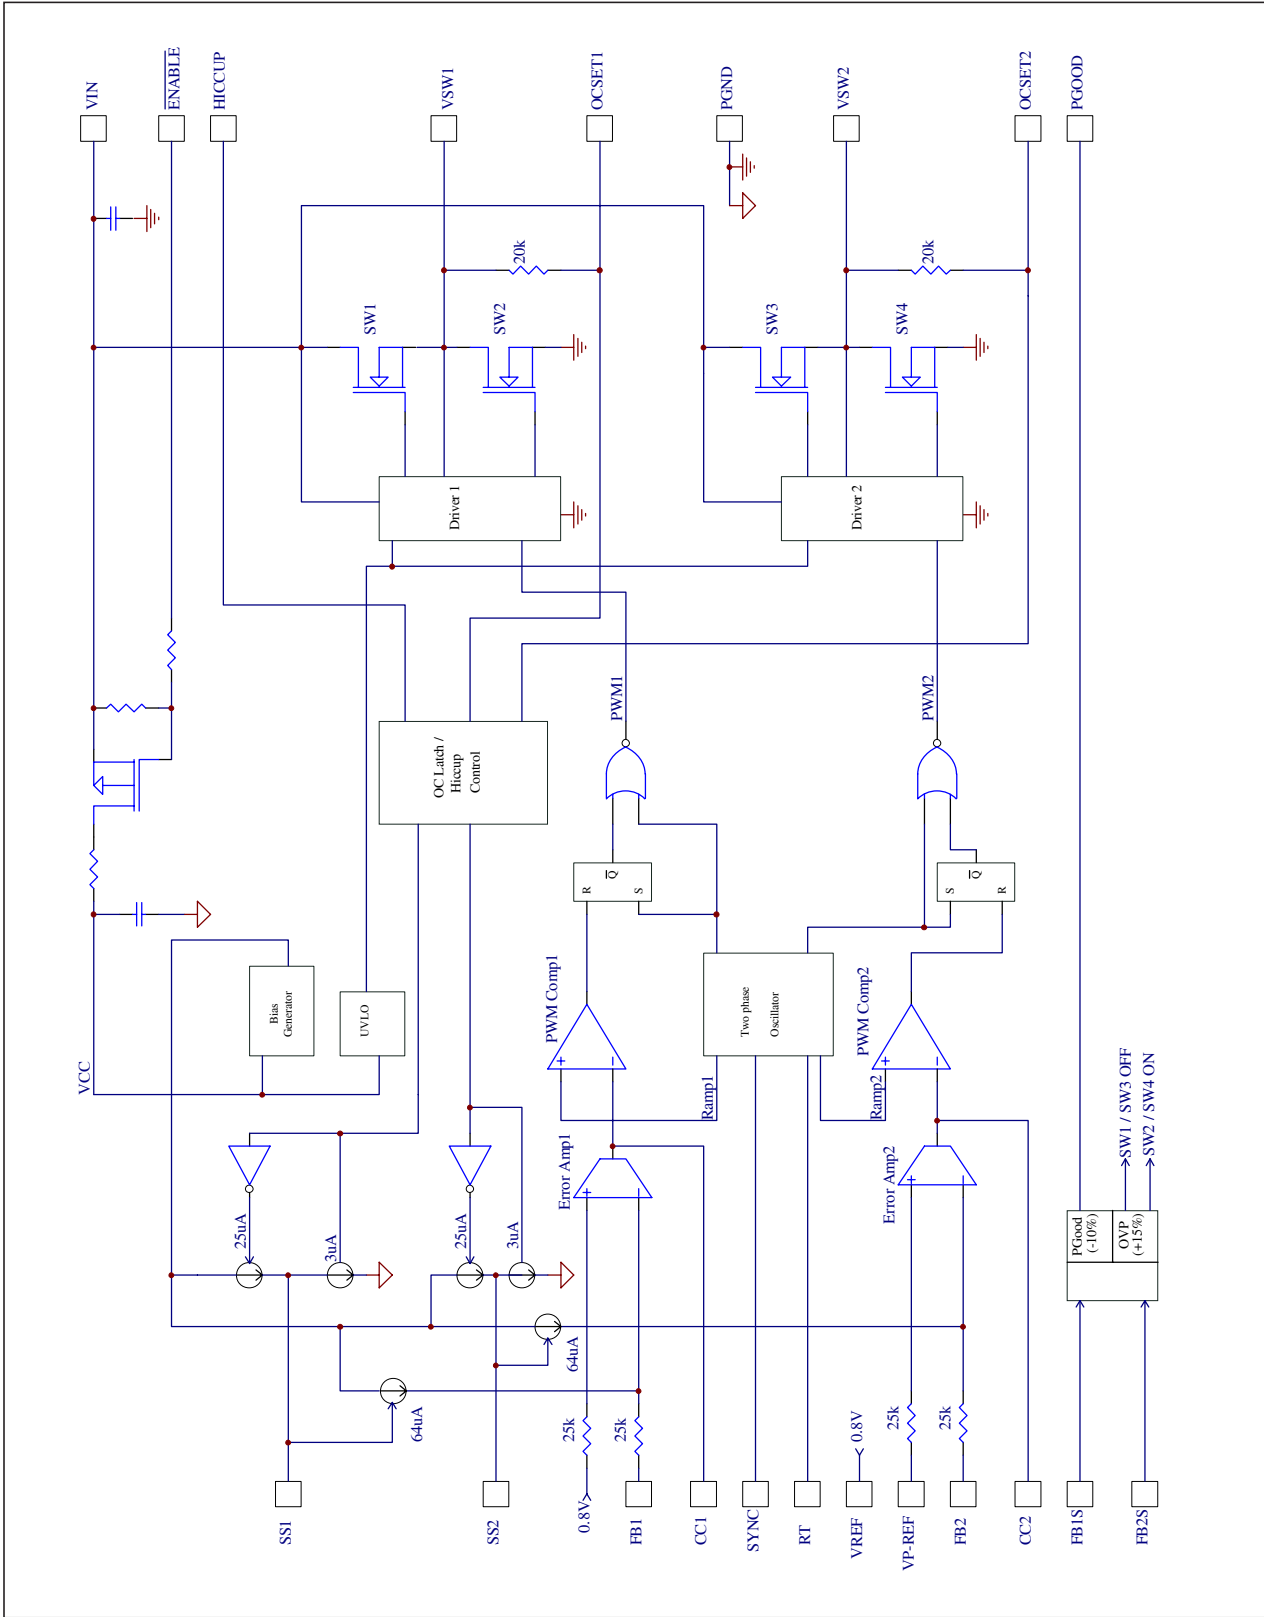 VIN
ENABLE
HICCUP
VSW1
OCSET1
PGND
VSW2
OCSET2
PGOOD
20k
20k
SW1
SW2
SW3
SW4
Driver 1
Driver 2
OC Latch /
Hiccup
Control
PWM1
PWM2
R
Q
S
S
Q
R
Bias
Generator
UVLO
VCC
PWM Comp1
+
−
Two phase
Oscillator
PWM Comp2
+
−
Ramp1
Ramp2
Error Amp1
+
−
Error Amp2
+
−
25uA
3uA
25uA
3uA
64uA
64uA
SW1 / SW3 OFF
SW2 / SW4 ON
PGood
(-10%)
OVP
(+15%)
25k
25k
0.8V
25k
25k
SS1
SS2
0.8V
FB1
CC1
SYNC
RT
VREF
VP-REF
FB2
CC2
FB1S
FB2S